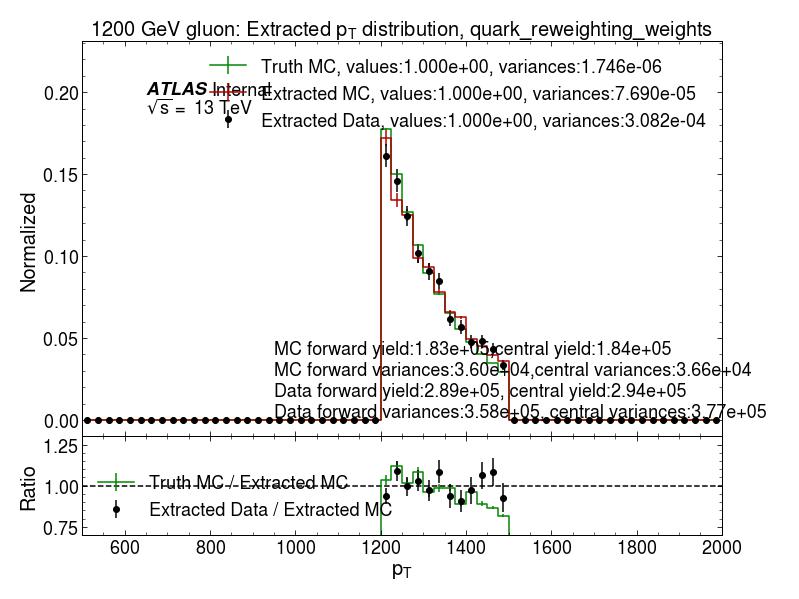 1200 GeV gluon: Extracted pT distribution, quark_reweighting_weights
Truth MC, values:1.000e+00, variances:1.746e-06
ATLAS Internal
Extracted MC, values:1.000e+00, variances:7.690e-05
√s = 13 TeV
Extracted Data, values:1.000e+00, variances:3.082e-04
0.20
0.15
0.10
0.05
0.00
Normalized
MC forward yield:1.83e+05,central yield:1.84e+05
MC forward variances:3.60e+04,central variances:3.66e+04
Data forward yield:2.89e+05, central yield:2.94e+05
Data forward variances:3.58e+05, central variances:3.77e+05
1.25
1.00
0.75
Ratio
Truth MC / Extracted MC
Extracted Data / Extracted MC
600 800 1000 1200 1400 1600 1800 2000
pT